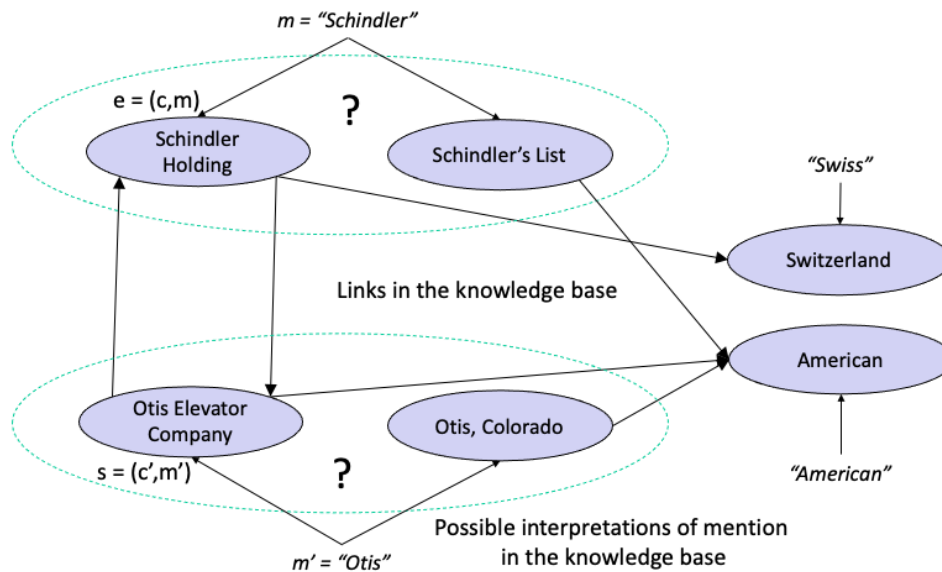 m = “Schindler”
e = (c,m)
?
Schindler
Holding
Schindler’s List
“Swiss”
Switzerland
Links in the knowledge base
American
Otis Elevator
Company
Otis, Colorado
s = (c’,m’)
?
“American”
Possible interpretations of mention
in the knowledge base
m’ = “Otis”